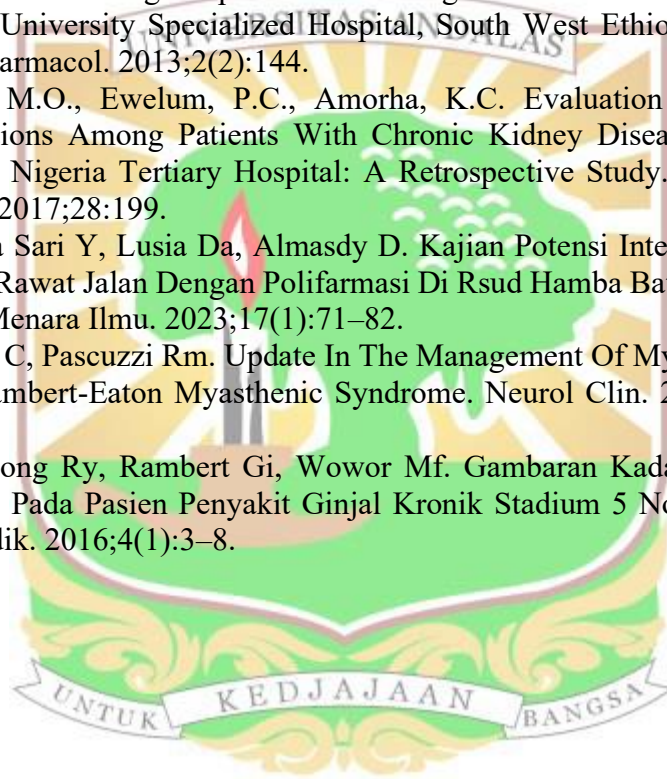 University Specialized Hospital, South West Ethio
UNIVERSITAS ANDALAS
armacol. 2013;2(2):144.
M.O., Ewelum, P.C., Amorha, K.C. Evaluation
ions Among Patients With Chronic Kidney Disea
Nigeria Tertiary Hospital: A Retrospective Study.
2017;28:199.
a Sari Y, Lusia Da, Almasdy D. Kajian Potensi Inte
Rawat Jalan Dengan Polifarmasi Di Rsud Hamba Ba
Menara Ilmu. 2023;17(1):71–82.
C, Pascuzzi Rm. Update In The Management Of My
ambert-Eaton Myasthenic Syndrome. Neurol Clin. 2
ong Ry, Rambert Gi, Wowor Mf. Gambaran Kada
Pada Pasien Penyakit Ginjal Kronik Stadium 5 No
dik. 2016;4(1):3–8.
UNTUK KEDJAJAAN BANGSA